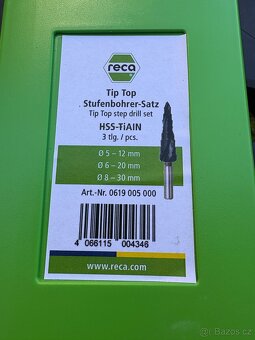 reca
Tip Top
Stufenbohrer-Satz
Tip Top step drill set
HSS-TiAlN
3 tlg. / pcs.
Ø 5 – 12 mm
Ø 6 – 20 mm
Ø 8 – 30 mm
Art.-Nr. 0619 005 000
4 066115 004346
Ø www.reca.com
Bazoš.cz